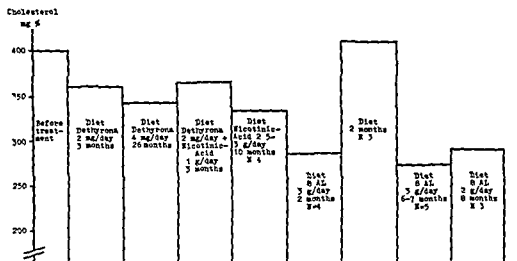 Cholesterol
mg %
400
350
300
250
200
Before
treat-
ment
Diet
Dethyrona
2 mg/day
3 months
Diet
Dethyrona
4 mg/day
26 months
Diet
Dethyrona
2 mg/day +
Nicotinic-
Acid
1 g/day
3 months
Diet
Nicotinic-
Acid 2 5-
3 g/day
10 months
N 4
Diet
8 AL
3 g/day
2 months
N=4
Diet
2 months
N 3
Diet
8 AL
3 g/day
6-7 months
N=5
Diet
8 AL
2 g/day
8 months
N 3